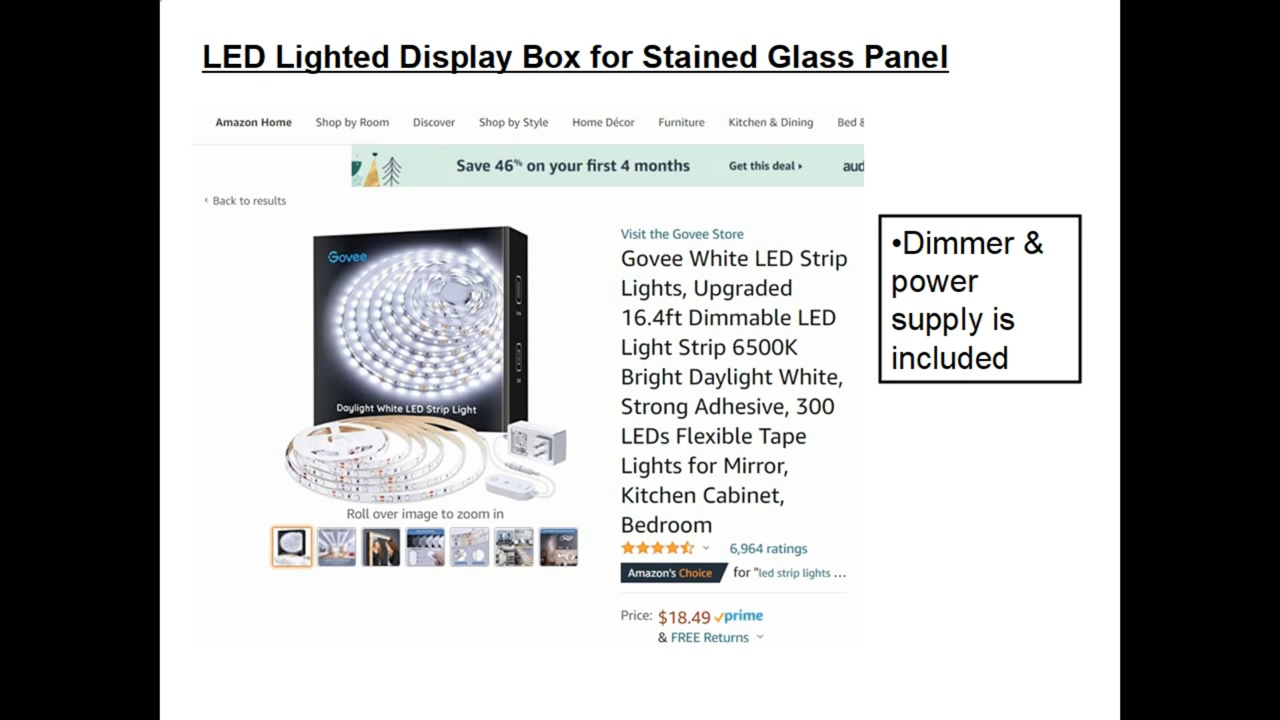 LED Lighted Display Box for Stained Glass Panel
Amazon Home Shop by Room Discover Shop by Style Home Décor Furniture Kitchen & Dining Bed &
Save 46% on your first 4 months Get this deal ▸ aud
‹ Back to results
Govee
Daylight White LED Strip Light
Roll over image to zoom in
Visit the Govee Store
Govee White LED Strip
Lights, Upgraded
16.4ft Dimmable LED
Light Strip 6500K
Bright Daylight White,
Strong Adhesive, 300
LEDs Flexible Tape
Lights for Mirror,
Kitchen Cabinet,
Bedroom
6,964 ratings
Amazon's Choice for "led strip lights ...
Price: $18.49 prime
& FREE Returns
•Dimmer &
power
supply is
included